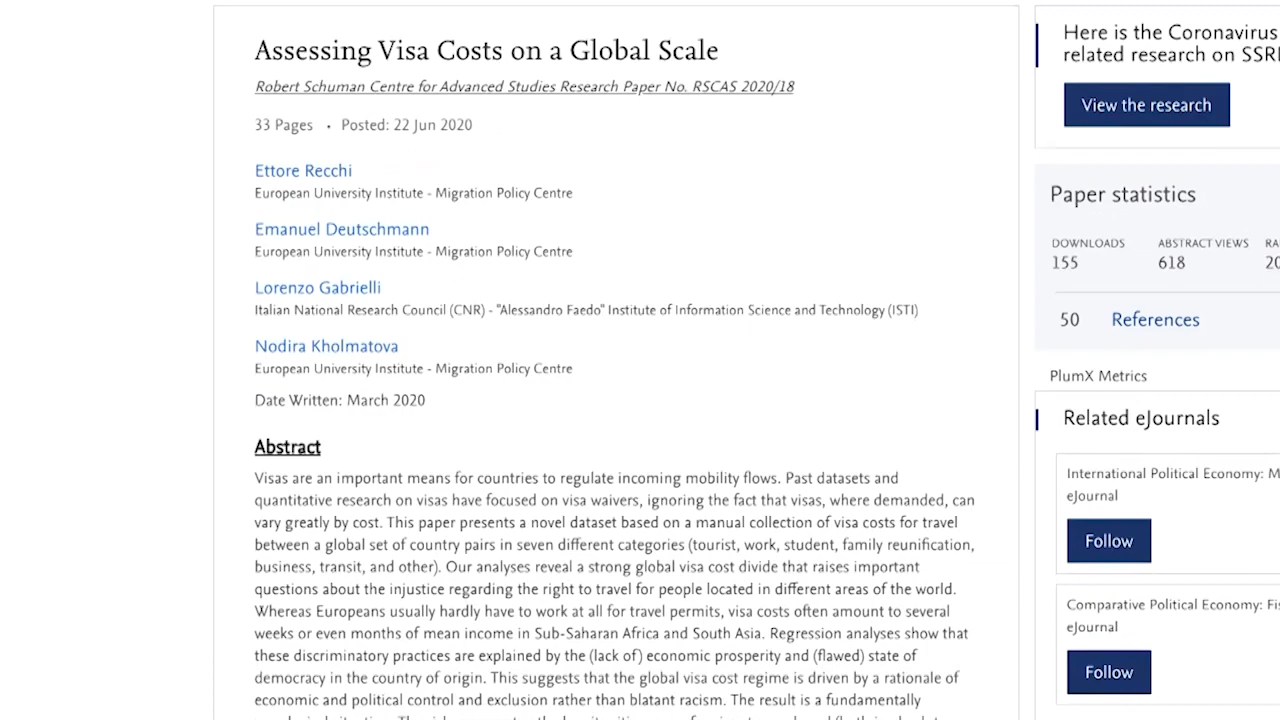 Assessing Visa Costs on a Global Scale
Robert Schuman Centre for Advanced Studies Research Paper No. RSCAS 2020/18
33 Pages • Posted: 22 Jun 2020
Ettore Recchi
European University Institute - Migration Policy Centre
Emanuel Deutschmann
European University Institute - Migration Policy Centre
Lorenzo Gabrielli
Italian National Research Council (CNR) - "Alessandro Faedo" Institute of Information Science and Technology (ISTI)
Nodira Kholmatova
European University Institute - Migration Policy Centre
Date Written: March 2020
Abstract
Visas are an important means for countries to regulate incoming mobility flows. Past datasets and
quantitative research on visas have focused on visa waivers, ignoring the fact that visas, where demanded, can
vary greatly by cost. This paper presents a novel dataset based on a manual collection of visa costs for travel
between a global set of country pairs in seven different categories (tourist, work, student, family reunification,
business, transit, and other). Our analyses reveal a strong global visa cost divide that raises important
questions about the injustice regarding the right to travel for people located in different areas of the world.
Whereas Europeans usually hardly have to work at all for travel permits, visa costs often amount to several
weeks or even months of mean income in Sub-Saharan Africa and South Asia. Regression analyses show that
these discriminatory practices are explained by the (lack of) economic prosperity and (flawed) state of
democracy in the country of origin. This suggests that the global visa cost regime is driven by a rationale of
economic and political control and exclusion rather than blatant racism. The result is a fundamentally
Here is the Coronavirus
related research on SSR
View the research
Paper statistics
DOWNLOADS ABSTRACT VIEWS RA
155 618 20
50 References
PlumX Metrics
Related eJournals
International Political Economy: M
eJournal
Follow
Comparative Political Economy: Fis
eJournal
Follow